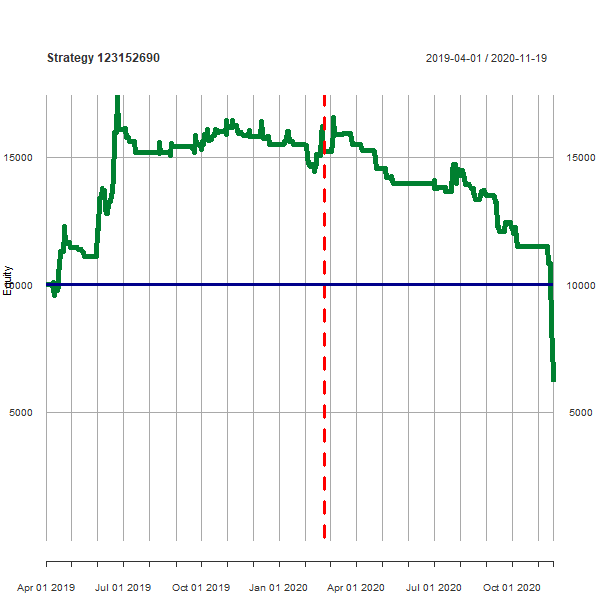 Strategy 123152690
2019-04-01 / 2020-11-19
15000
15000
Equity
10000
10000
5000
5000
Apr 01 2019
Jul 01 2019
Oct 01 2019
Jan 01 2020
Apr 01 2020
Jul 01 2020
Oct 01 2020